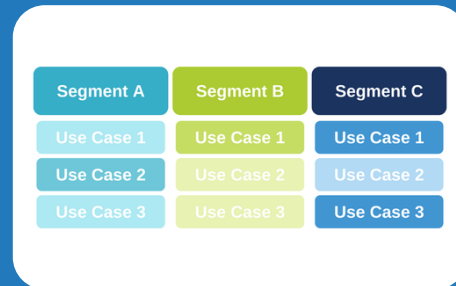 Segment A Segment B Segment C
Use Case 1 Use Case 1 Use Case 1
Use Case 2 Use Case 2 Use Case 2
Use Case 3 Use Case 3 Use Case 3